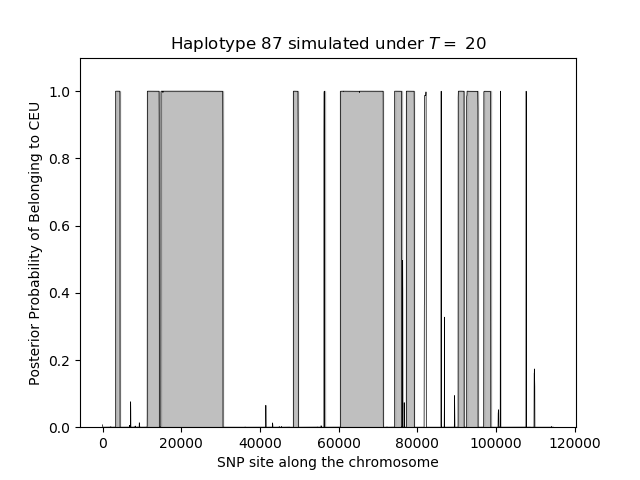 Haplotype 87 simulated under T = 20
Posterior Probability of Belonging to CEU
1.0
0.8
0.6
0.4
0.2
0.0
0 20000 40000 60000 80000 100000 120000
SNP site along the chromosome